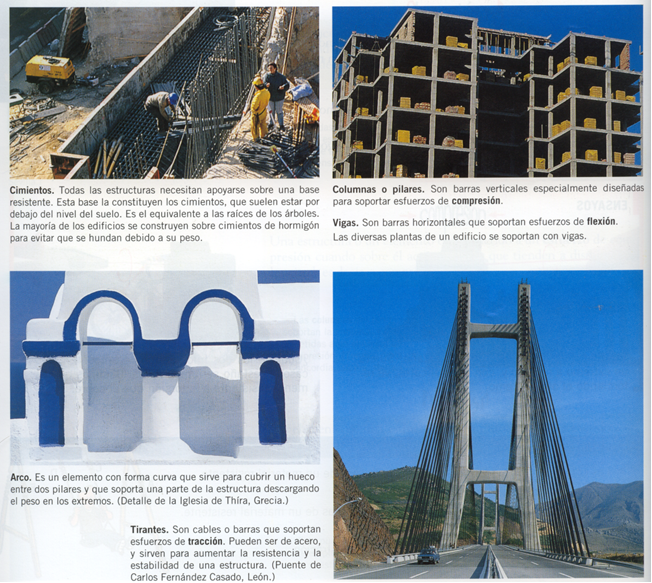 Cimientos. Todas las estructuras necesitan apoyarse sobre una base
resistente. Esta base la constituyen los cimientos, que suelen estar por
debajo del nivel del suelo. Es el equivalente a las raíces de los árboles.
La mayoría de los edificios se construyen sobre cimientos de hormigón
para evitar que se hundan debido a su peso.
Columnas o pilares. Son barras verticales especialmente diseñadas
para soportar esfuerzos de compresión.
Vigas. Son barras horizontales que soportan esfuerzos de flexión.
Las diversas plantas de un edificio se soportan con vigas.
Arco. Es un elemento con forma curva que sirve para cubrir un hueco
entre dos pilares y que soporta una parte de la estructura descargando
el peso en los extremos. (Detalle de la Iglesia de Thíra, Grecia.)
Tirantes. Son cables o barras que soportan
esfuerzos de tracción. Pueden ser de acero,
y sirven para aumentar la resistencia y la
estabilidad de una estructura. (Puente de
Carlos Fernández Casado, León.)